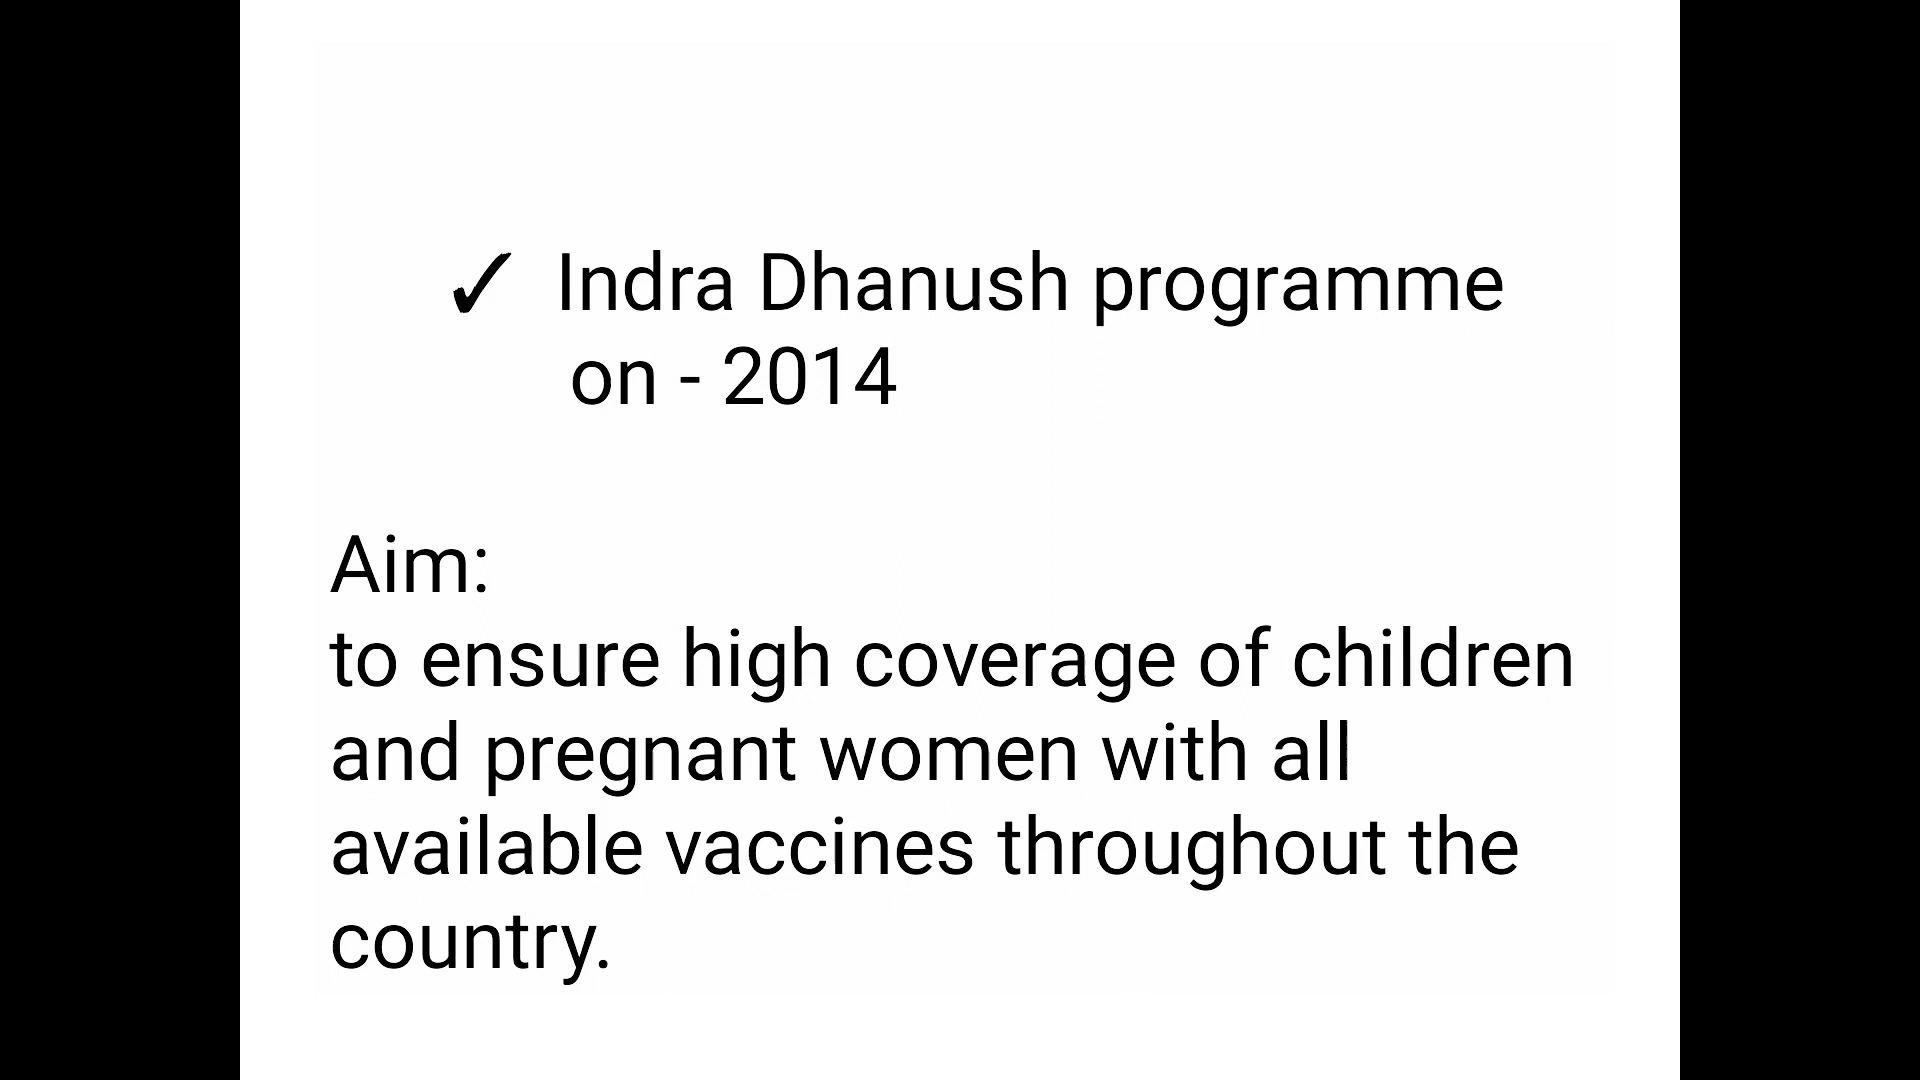 ✓ Indra Dhanush programme
on - 2014
Aim:
to ensure high coverage of children
and pregnant women with all
available vaccines throughout the
country.